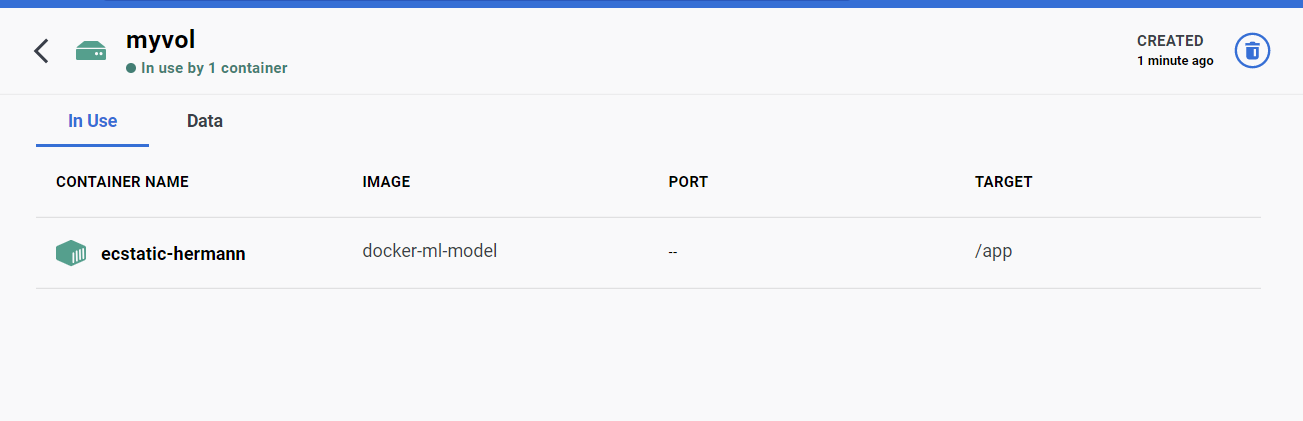 myvol
In use by 1 container
CREATED
1 minute ago
In Use
Data
CONTAINER NAME IMAGE PORT TARGET
ecstatic-hermann docker-ml-model -- /app